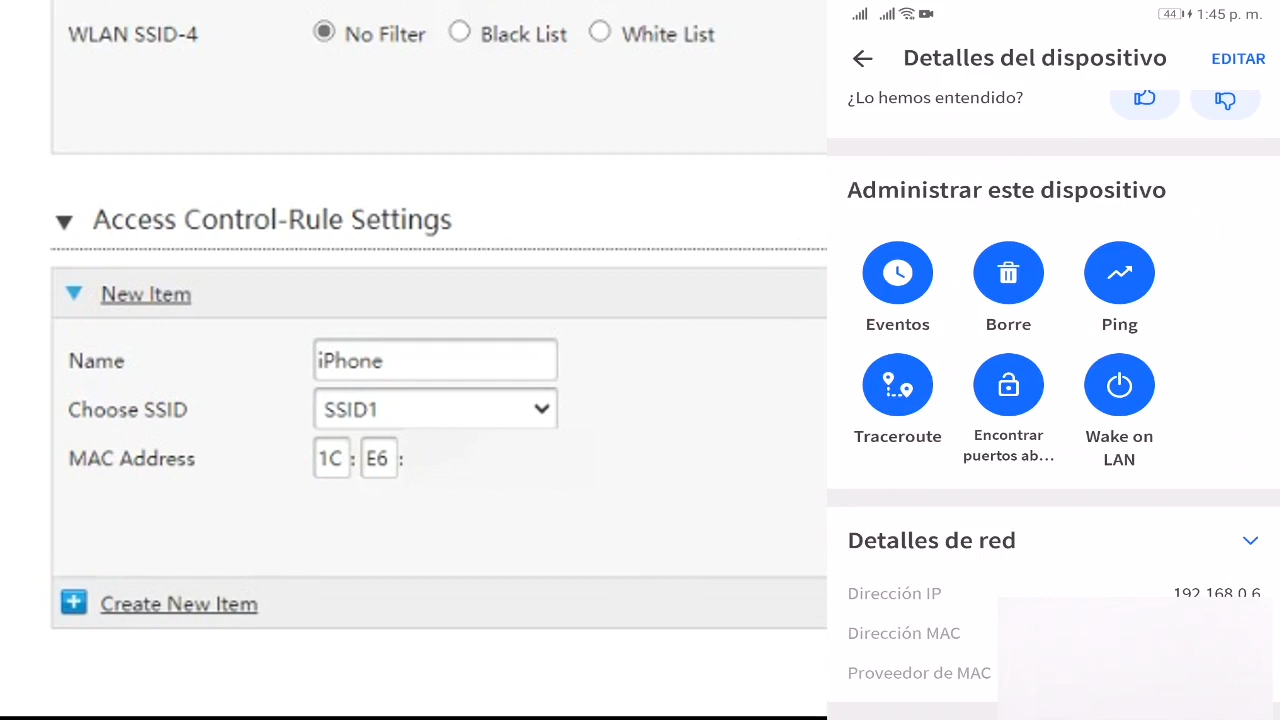 WLAN SSID-4 No Filter Black List White List
Access Control-Rule Settings
New Item
Name iPhone
Choose SSID SSID1
MAC Address 1C : E6 :
Create New Item
44 1:45 p. m.
Detalles del dispositivo EDITAR
¿Lo hemos entendido?
Administrar este dispositivo
Eventos Borre Ping
Traceroute Encontrar puertos ab... Wake on LAN
Detalles de red
Dirección IP 192.168.0.6
Dirección MAC
Proveedor de MAC